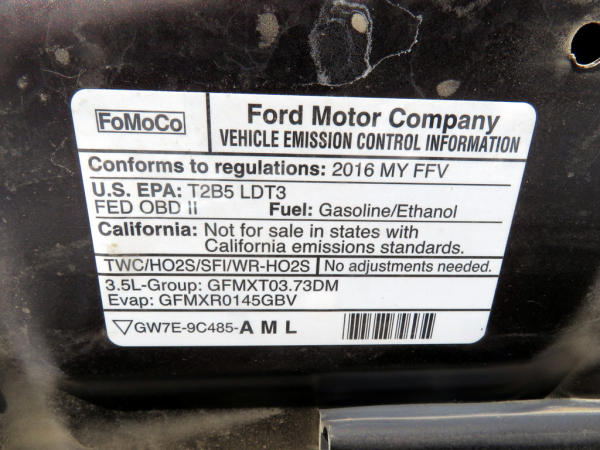 FoMoCo
Ford Motor Company
VEHICLE EMISSION CONTROL INFORMATION
Conforms to regulations: 2016 MY FFV
U.S. EPA: T2B5 LDT3
FED OBD II Fuel: Gasoline/Ethanol
California: Not for sale in states with
California emissions standards.
TWC/HO2S/SFI/WR-HO2S No adjustments needed.
3.5L-Group: GFMXT03.73DM
Evap: GFMXR0145GBV
GW7E-9C485-A M L